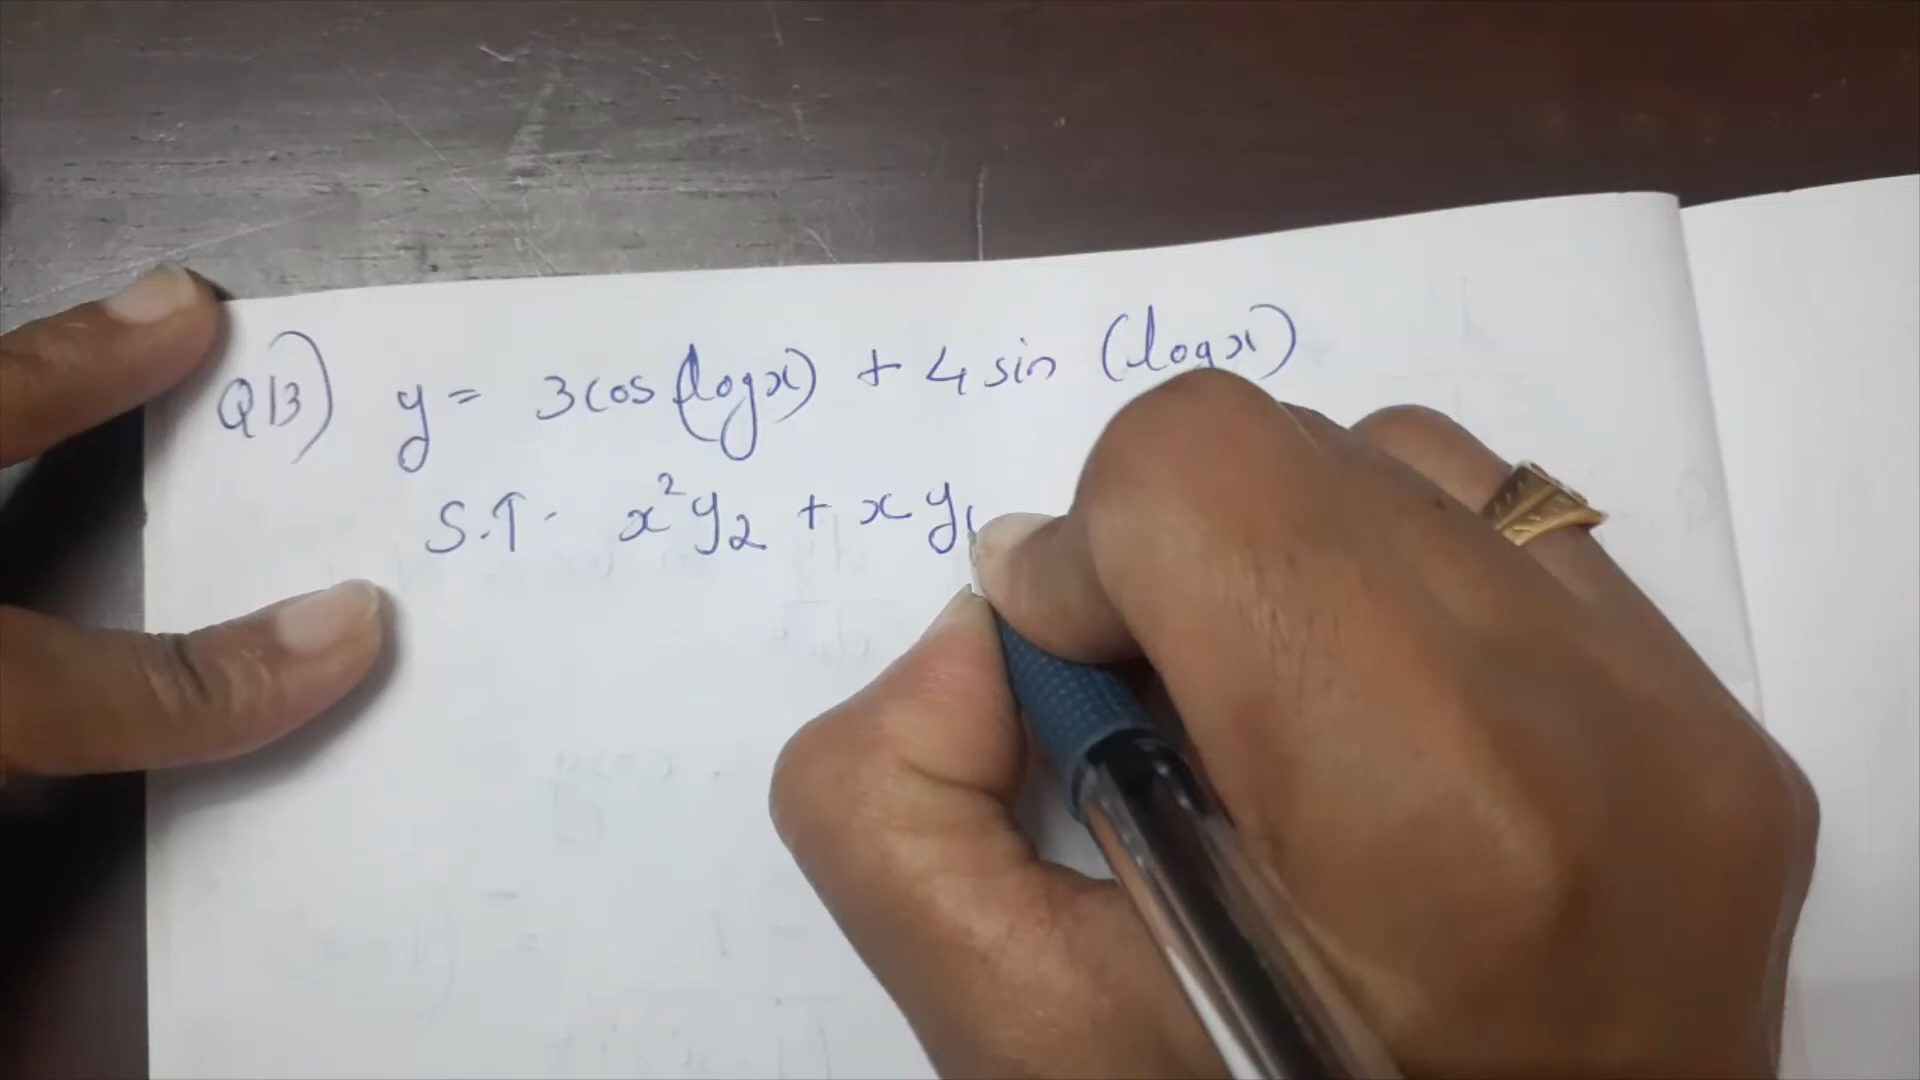 Q13) y = 3cos(logx) + 4 sin (logx)
S.T. x²y₂ + xy₁